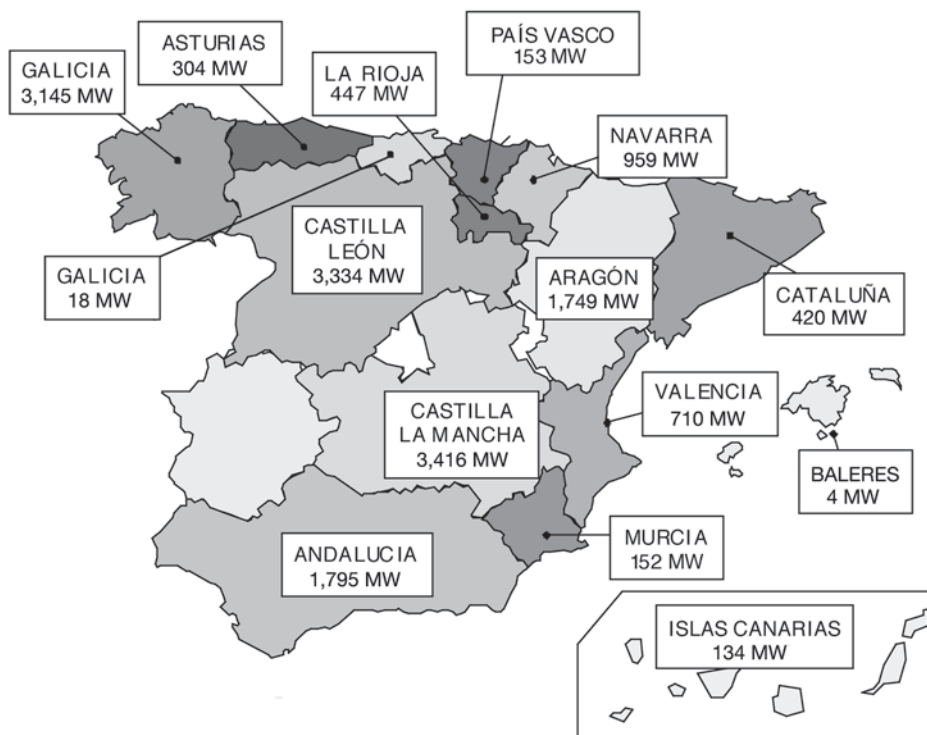 ASTURIAS
304 MW
PAÍS VASCO
153 MW
GALICIA
3,145 MW
LA RIOJA
447 MW
NAVARRA
959 MW
CASTILLA
LEÓN
3,334 MW
GALICIA
18 MW
ARAGÓN
1,749 MW
CATALUÑA
420 MW
CASTILLA
LA MANCHA
3,416 MW
VALENCIA
710 MW
BALERES
4 MW
ANDALUCIA
1,795 MW
MURCIA
152 MW
ISLAS CANARIAS
134 MW